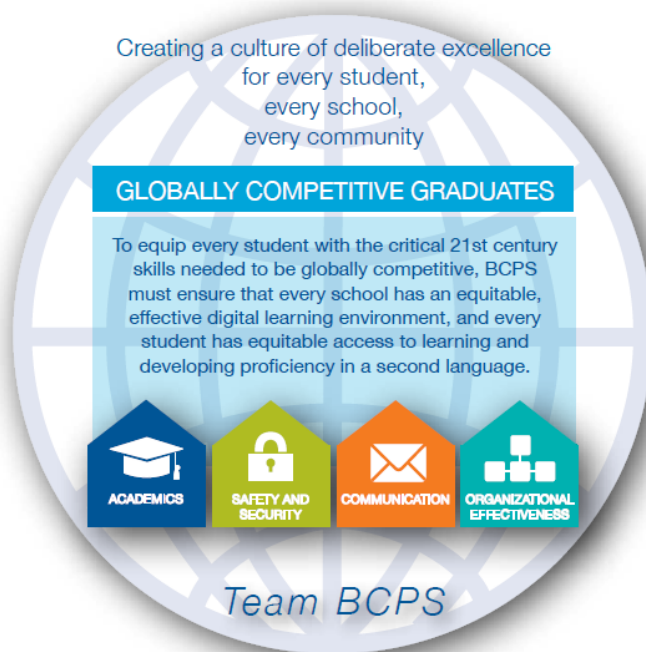 Creating a culture of deliberate excellence
for every student,
every school,
every community
GLOBALLY COMPETITIVE GRADUATES
To equip every student with the critical 21st century
skills needed to be globally competitive, BCPS
must ensure that every school has an equitable,
effective digital learning environment, and every
student has equitable access to learning and
developing proficiency in a second language.
ACADEMICS
SAFETY AND
SECURITY
COMMUNICATION
ORGANIZATIONAL
EFFECTIVENESS
Team BCPS